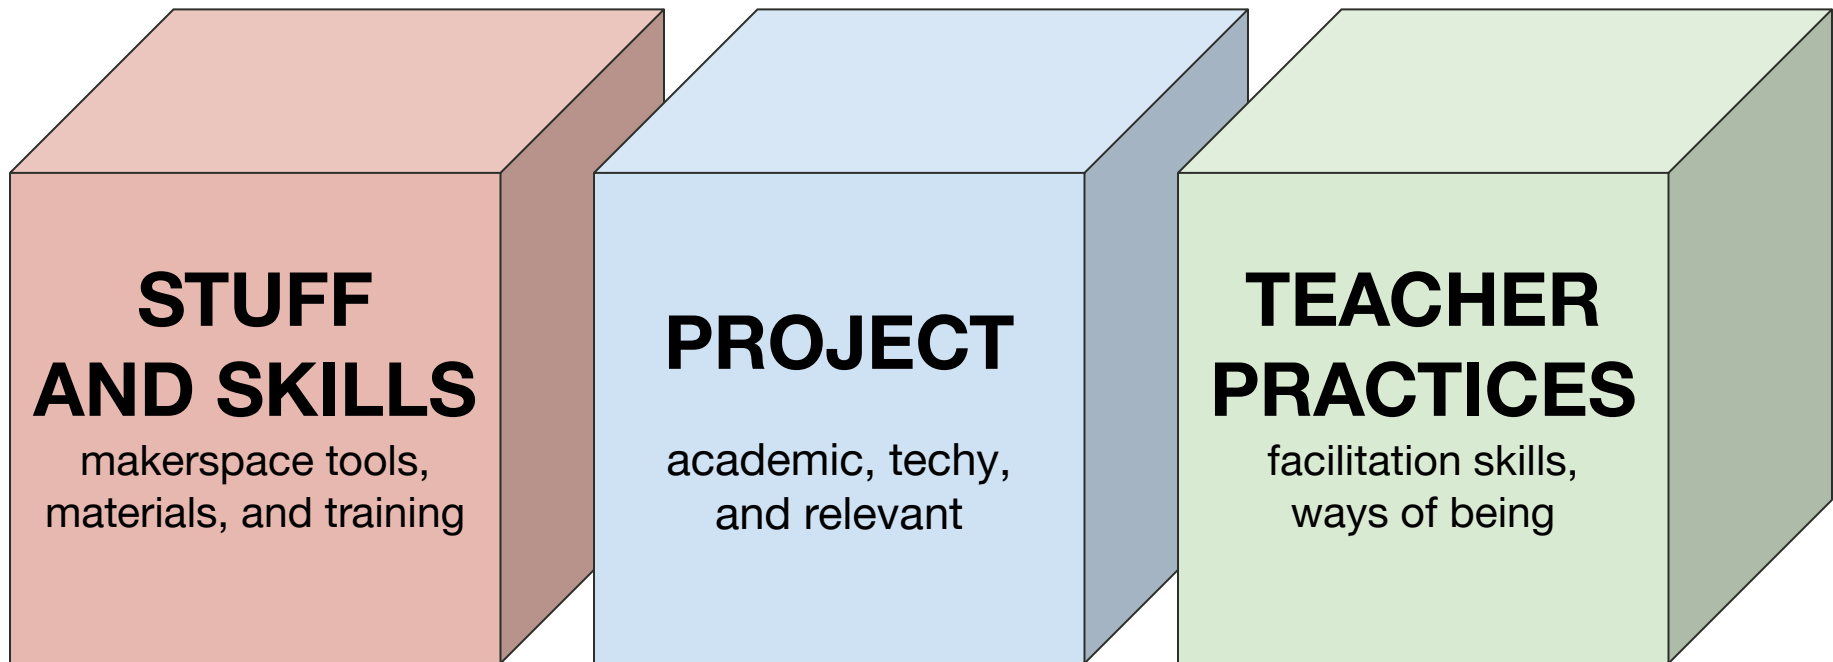 STUFF
AND SKILLS
makerspace tools,
materials, and training
PROJECT
academic, techy,
and relevant
TEACHER
PRACTICES
facilitation skills,
ways of being